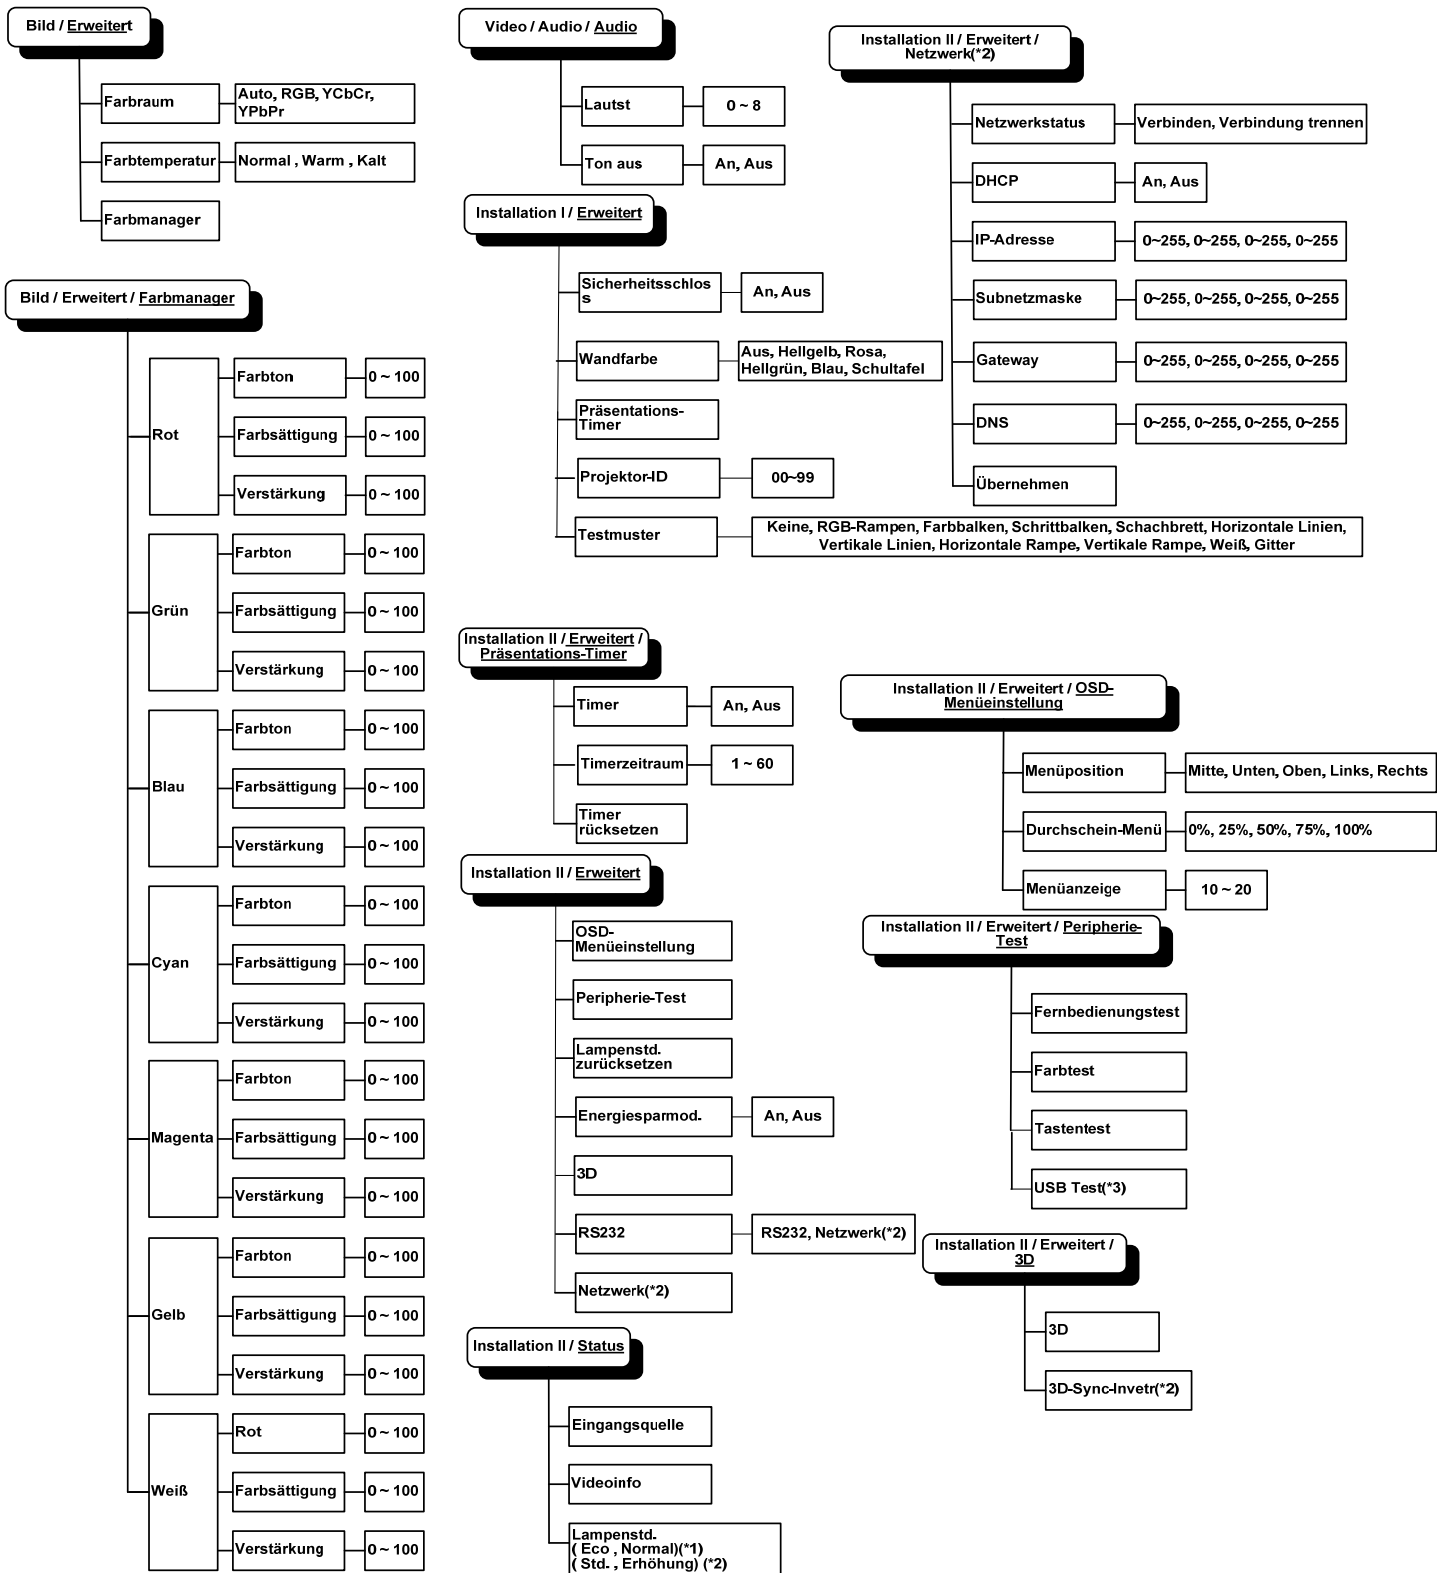 Bild / Erweitert
Farbraum
Auto, RGB, YCbCr,
YPbPr
Farbtemperatur
Normal , Warm , Kalt
Farbmanager
Bild / Erweitert / Farbmanager
Rot
Farbton
0 ~ 100
Farbsättigung
0 ~ 100
Verstärkung
0 ~ 100
Grün
Farbton
0 ~ 100
Farbsättigung
0 ~ 100
Verstärkung
0 ~ 100
Blau
Farbton
0 ~ 100
Farbsättigung
0 ~ 100
Verstärkung
0 ~ 100
Cyan
Farbton
0 ~ 100
Farbsättigung
0 ~ 100
Verstärkung
0 ~ 100
Magenta
Farbton
0 ~ 100
Farbsättigung
0 ~ 100
Verstärkung
0 ~ 100
Gelb
Farbton
0 ~ 100
Farbsättigung
0 ~ 100
Verstärkung
0 ~ 100
Weiß
Rot
0 ~ 100
Farbsättigung
0 ~ 100
Verstärkung
0 ~ 100
Video / Audio / Audio
Lautst
0 ~ 8
Ton aus
An, Aus
Installation I / Erweitert
Sicherheitsschlos
s
An, Aus
Wandfarbe
Aus, Hellgelb, Rosa,
Hellgrün, Blau, Schultafel
Präsentations-
Timer
Projektor-ID
00~99
Testmuster
Keine, RGB-Rampen, Farbbalken, Schrittbalken, Schachbrett, Horizontale Linien,
Vertikale Linien, Horizontale Rampe, Vertikale Rampe, Weiß, Gitter
Installation II / Erweitert /
Präsentations-Timer
Timer
An, Aus
Timerzeitraum
1 ~ 60
Timer
rücksetzen
Installation II / Erweitert
OSD-
Menüeinstellung
Peripherie-Test
Lampenstd.
zurücksetzen
Energiesparmod.
An, Aus
3D
RS232
RS232, Netzwerk(*2)
Netzwerk(*2)
Installation II / Status
Eingangsquelle
Videoinfo
Lampenstd.
( Eco , Normal)(*1)
( Std. , Erhöhung) (*2)
Installation II / Erweitert /
Netzwerk(*2)
Netzwerkstatus
Verbinden, Verbindung trennen
DHCP
An, Aus
IP-Adresse
0~255, 0~255, 0~255, 0~255
Subnetzmaske
0~255, 0~255, 0~255, 0~255
Gateway
0~255, 0~255, 0~255, 0~255
DNS
0~255, 0~255, 0~255, 0~255
Übernehmen
Installation II / Erweitert / OSD-
Menüeinstellung
Menüposition
Mitte, Unten, Oben, Links, Rechts
Durchschein-Menü
0%, 25%, 50%, 75%, 100%
Menüanzeige
10 ~ 20
Installation II / Erweitert / Peripherie-
Test
Fernbedienungstest
Farbtest
Tastentest
USB Test(*3)
Installation II / Erweitert /
3D
3D
3D-Sync-Invetr(*2)